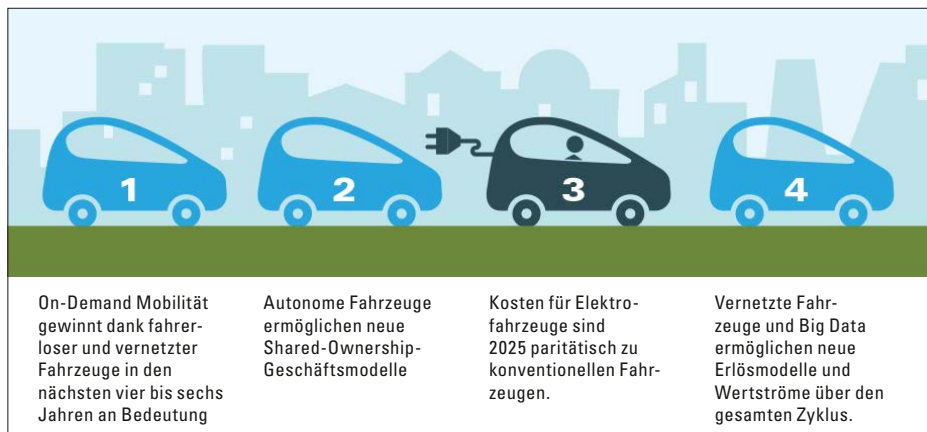 1
2
3
4
On-Demand Mobilität
gewinnt dank fahrer-
loser und vernetzter
Fahrzeuge in den
nächsten vier bis sechs
Jahren an Bedeutung
Autonome Fahrzeuge
ermöglichen neue
Shared-Ownership-
Geschäftsmodelle
Kosten für Elektro-
fahrzeuge sind
2025 paritätisch zu
konventionellen Fahr-
zeugen.
Vernetzte Fahr-
zeuge und Big Data
ermöglichen neue
Erlösmodelle und
Wertströme über den
gesamten Zyklus.